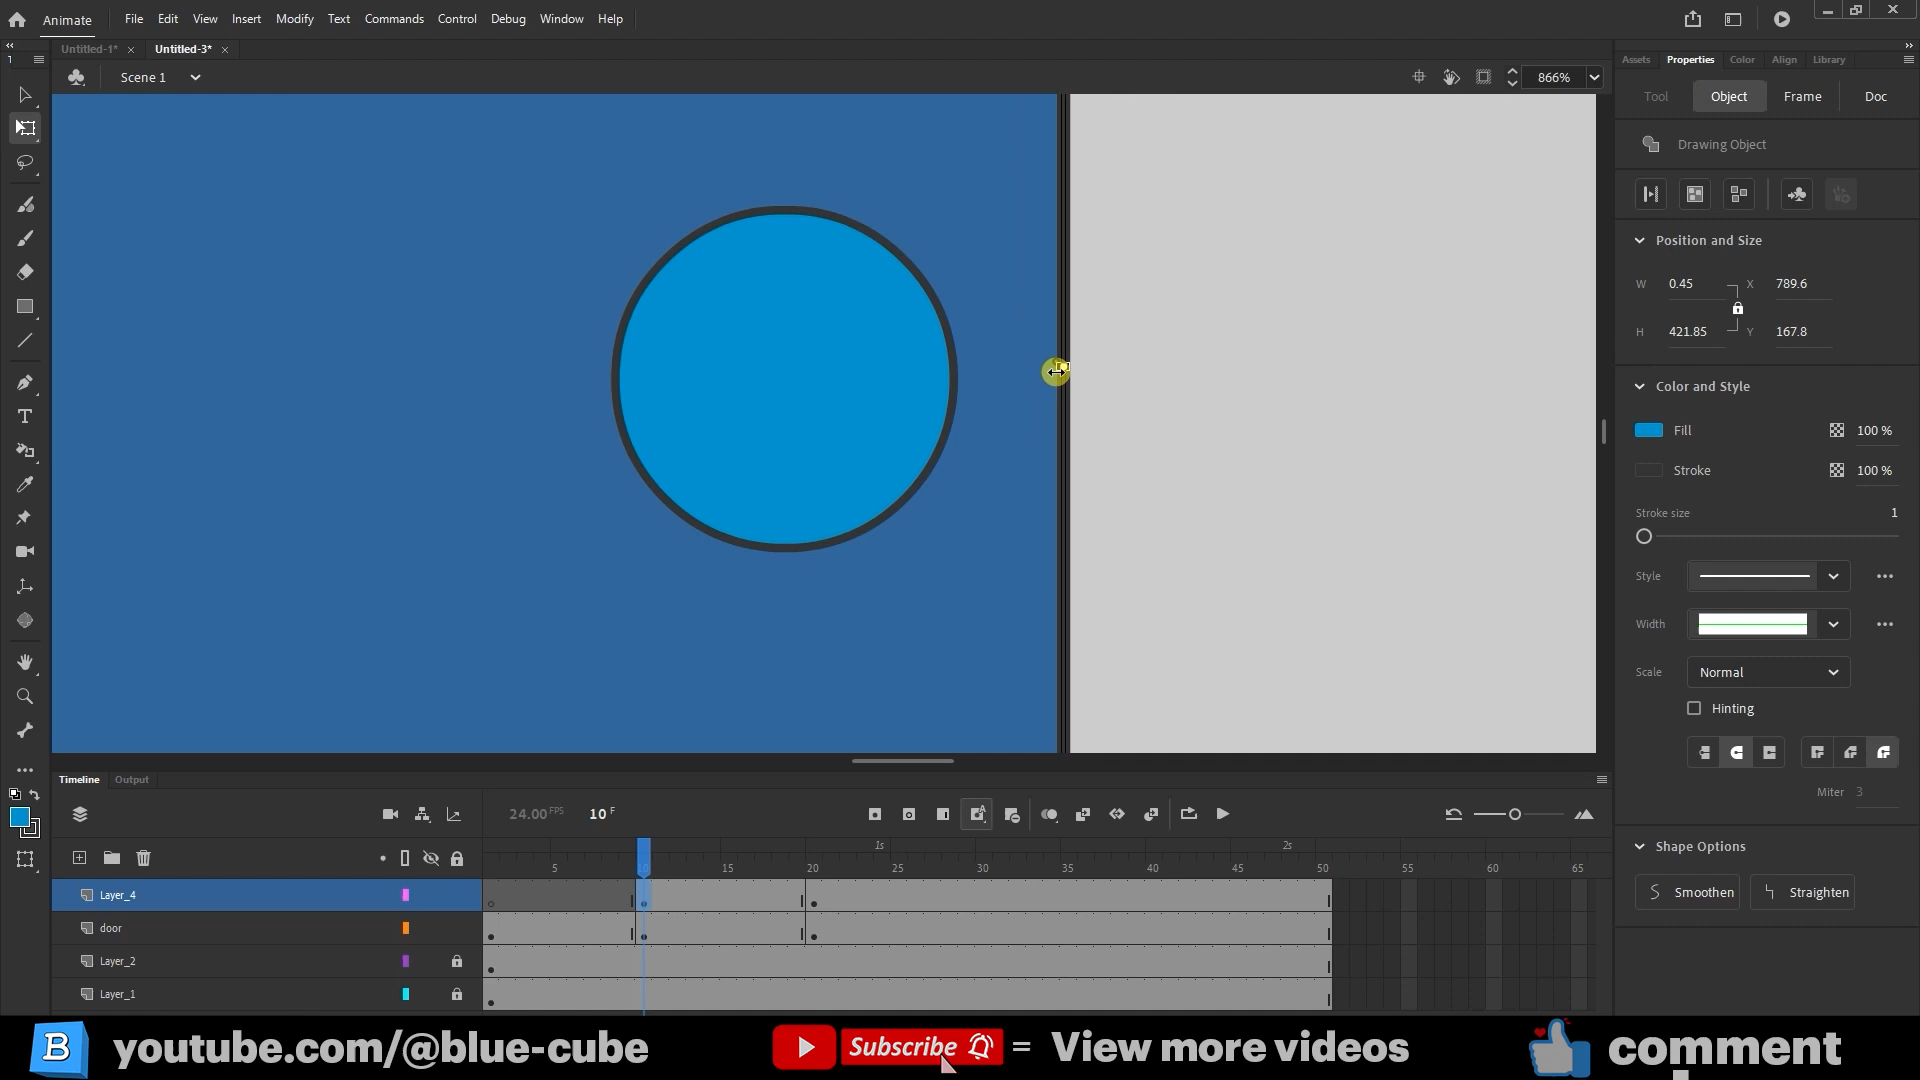 Animate File Edit View Insert Modify Text Commands Control Debug Window Help
Untitled-1* × Untitled-3* ×
Assets Properties Color Align Library
Scene 1 866%
Tool Object Frame Doc
Drawing Object
Position and Size
W 0.45 X 789.6
H 421.85 Y 167.8
Color and Style
Fill 100 %
Stroke 100 %
Stroke size 1
Style
Width
Scale Normal
Hinting
Miter 3
Shape Options
Smoothen Straighten
Timeline Output
24.00 FPS 10 F
1s 2s
5 10 15 20 25 30 35 40 45 50 55 60 65
Layer_4
door
Layer_2
Layer_1
B youtube.com/@blue-cube Subscribe = View more videos comment